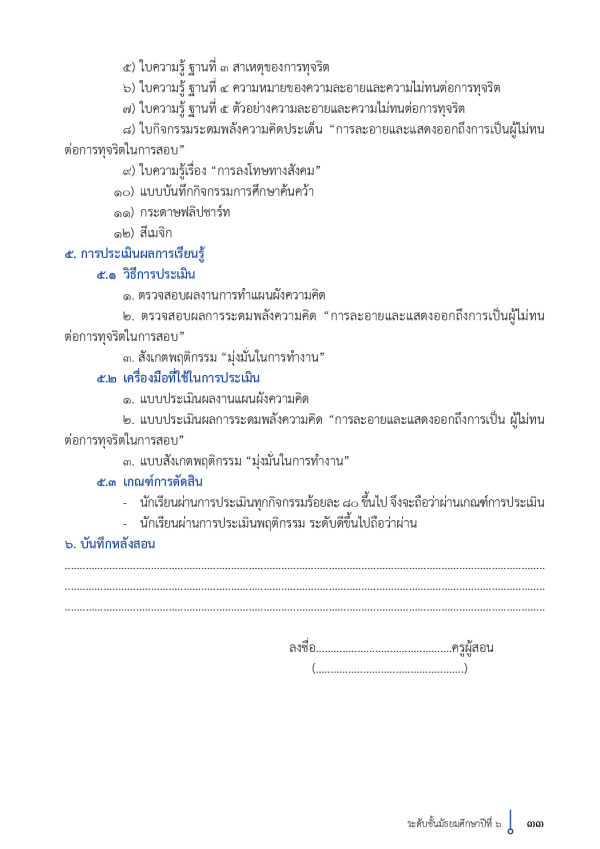 ๕) ใบความรู้ ฐานที่ ๓ สาเหตุของการทุจริต
๖) ใบความรู้ ฐานที่ ๔ ความหมายของความละอายและความไม่ทนต่อการทุจริต
๗) ใบความรู้ ฐานที่ ๕ ตัวอย่างความละอายและความไม่ทนต่อการทุจริต
๘) ใบกิจกรรมระดมพลังความคิดประเด็น “การละอายและแสดงออกถึงการเป็นผู้ไม่ทน
ต่อการทุจริตในการสอบ”
๙) ใบความรู้เรื่อง “การลงโทษทางสังคม”
๑๐) แบบบันทึกกิจกรรมการศึกษาค้นคว้า
๑๑) กระดาษฟลิปชาร์ท
๑๒) สีเมจิก
๕. การประเมินผลการเรียนรู้
๕.๑ วิธีการประเมิน
๑. ตรวจสอบผลงานการทำแผนผังความคิด
๒. ตรวจสอบผลการระดมพลังความคิด “การละอายและแสดงออกถึงการเป็นผู้ไม่ทน
ต่อการทุจริตในการสอบ”
๓. สังเกตพฤติกรรม “มุ่งมั่นในการทำงาน”
๕.๒ เครื่องมือที่ใช้ในการประเมิน
๑. แบบประเมินผลงานแผนผังความคิด
๒. แบบประเมินผลการระดมพลังความคิด “การละอายและแสดงออกถึงการเป็น ผู้ไม่ทน
ต่อการทุจริตในการสอบ”
๓. แบบสังเกตพฤติกรรม “มุ่งมั่นในการทำงาน”
๕.๓ เกณฑ์การตัดสิน
- นักเรียนผ่านการประเมินทุกกิจกรรมร้อยละ ๘๐ ขึ้นไป จึงจะถือว่าผ่านเกณฑ์การประเมิน
- นักเรียนผ่านการประเมินพฤติกรรม ระดับดีขึ้นไปถือว่าผ่าน
๖. บันทึกหลังสอน
................................................................................................................................................................
................................................................................................................................................................
................................................................................................................................................................
ลงชื่อ..............................................ครูผู้สอน
(..................................................)
ระดับชั้นมัธยมศึกษาปีที่ ๖ ๓๓